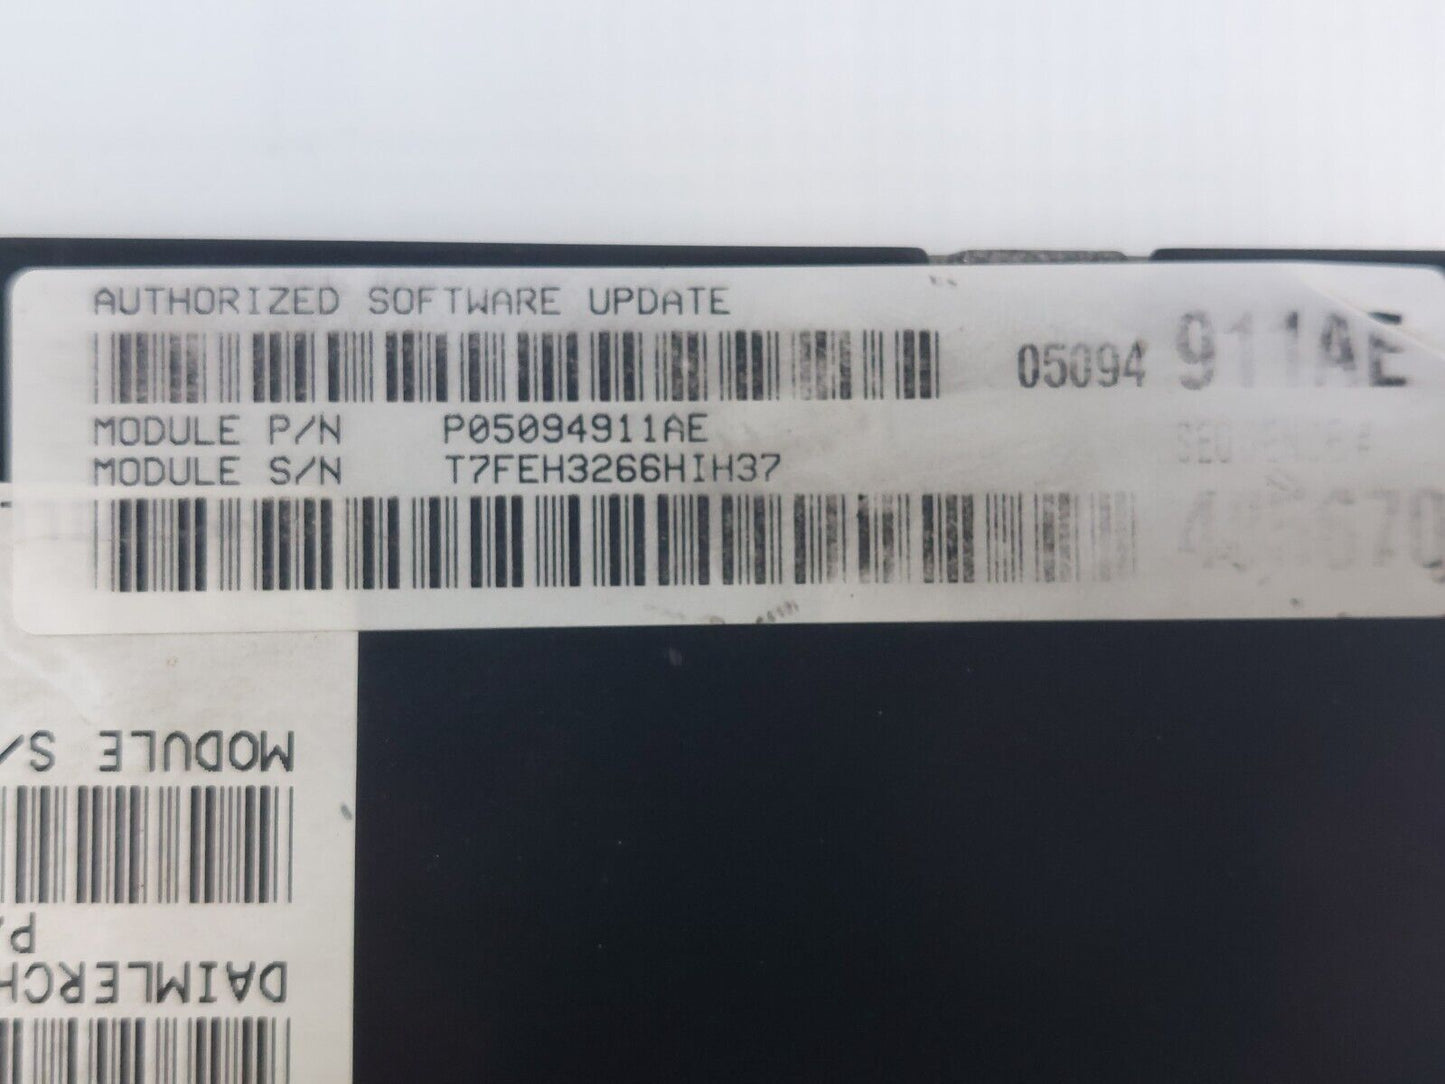 AUTHORIZED SOFTWARE UPDATE
05094 911AE
MODULE P/N P05094911AE
MODULE S/N T7FEH3266HIH37
MODULE S/
P/
DAIMLERCH